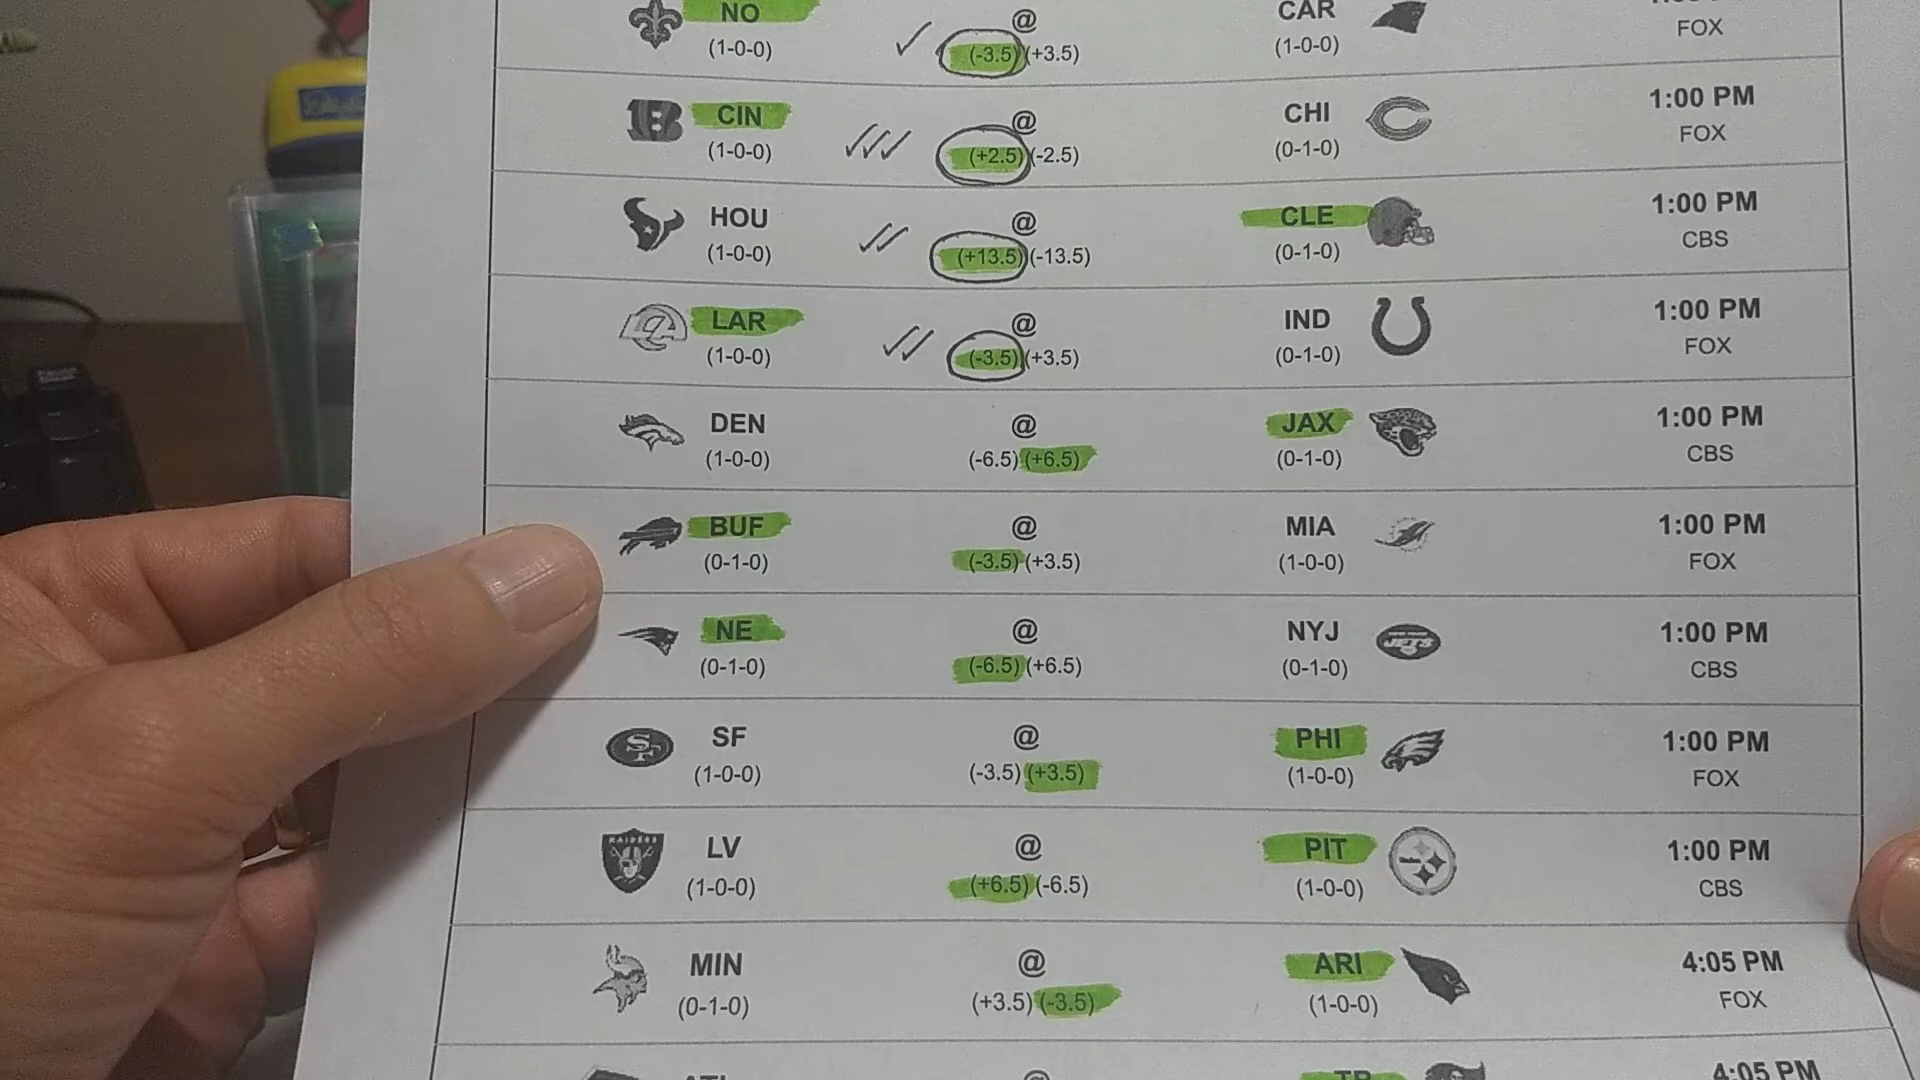 NO @ CAR
(1-0-0) (-3.5) (+3.5) (1-0-0) FOX
CIN @ CHI 1:00 PM
(1-0-0) (+2.5) (-2.5) (0-1-0) FOX
HOU @ CLE 1:00 PM
(1-0-0) (+13.5) (-13.5) (0-1-0) CBS
LAR @ IND 1:00 PM
(1-0-0) (-3.5) (+3.5) (0-1-0) FOX
DEN @ JAX 1:00 PM
(1-0-0) (-6.5) (+6.5) (0-1-0) CBS
BUF @ MIA 1:00 PM
(0-1-0) (-3.5) (+3.5) (1-0-0) FOX
NE @ NYJ 1:00 PM
(0-1-0) (-6.5) (+6.5) (0-1-0) CBS
SF @ PHI 1:00 PM
(1-0-0) (-3.5) (+3.5) (1-0-0) FOX
RAIDERS
LV @ PIT 1:00 PM
(1-0-0) (+6.5) (-6.5) (1-0-0) CBS
MIN @ ARI 4:05 PM
(0-1-0) (+3.5) (-3.5) (1-0-0) FOX
ATL @ TB 4:05 PM